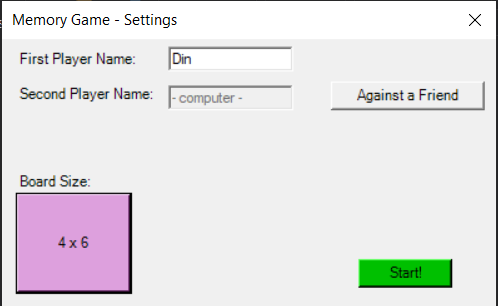 Memory Game - Settings
First Player Name: Din
Second Player Name: - computer - Against a Friend
Board Size:
4 x 6
Start!